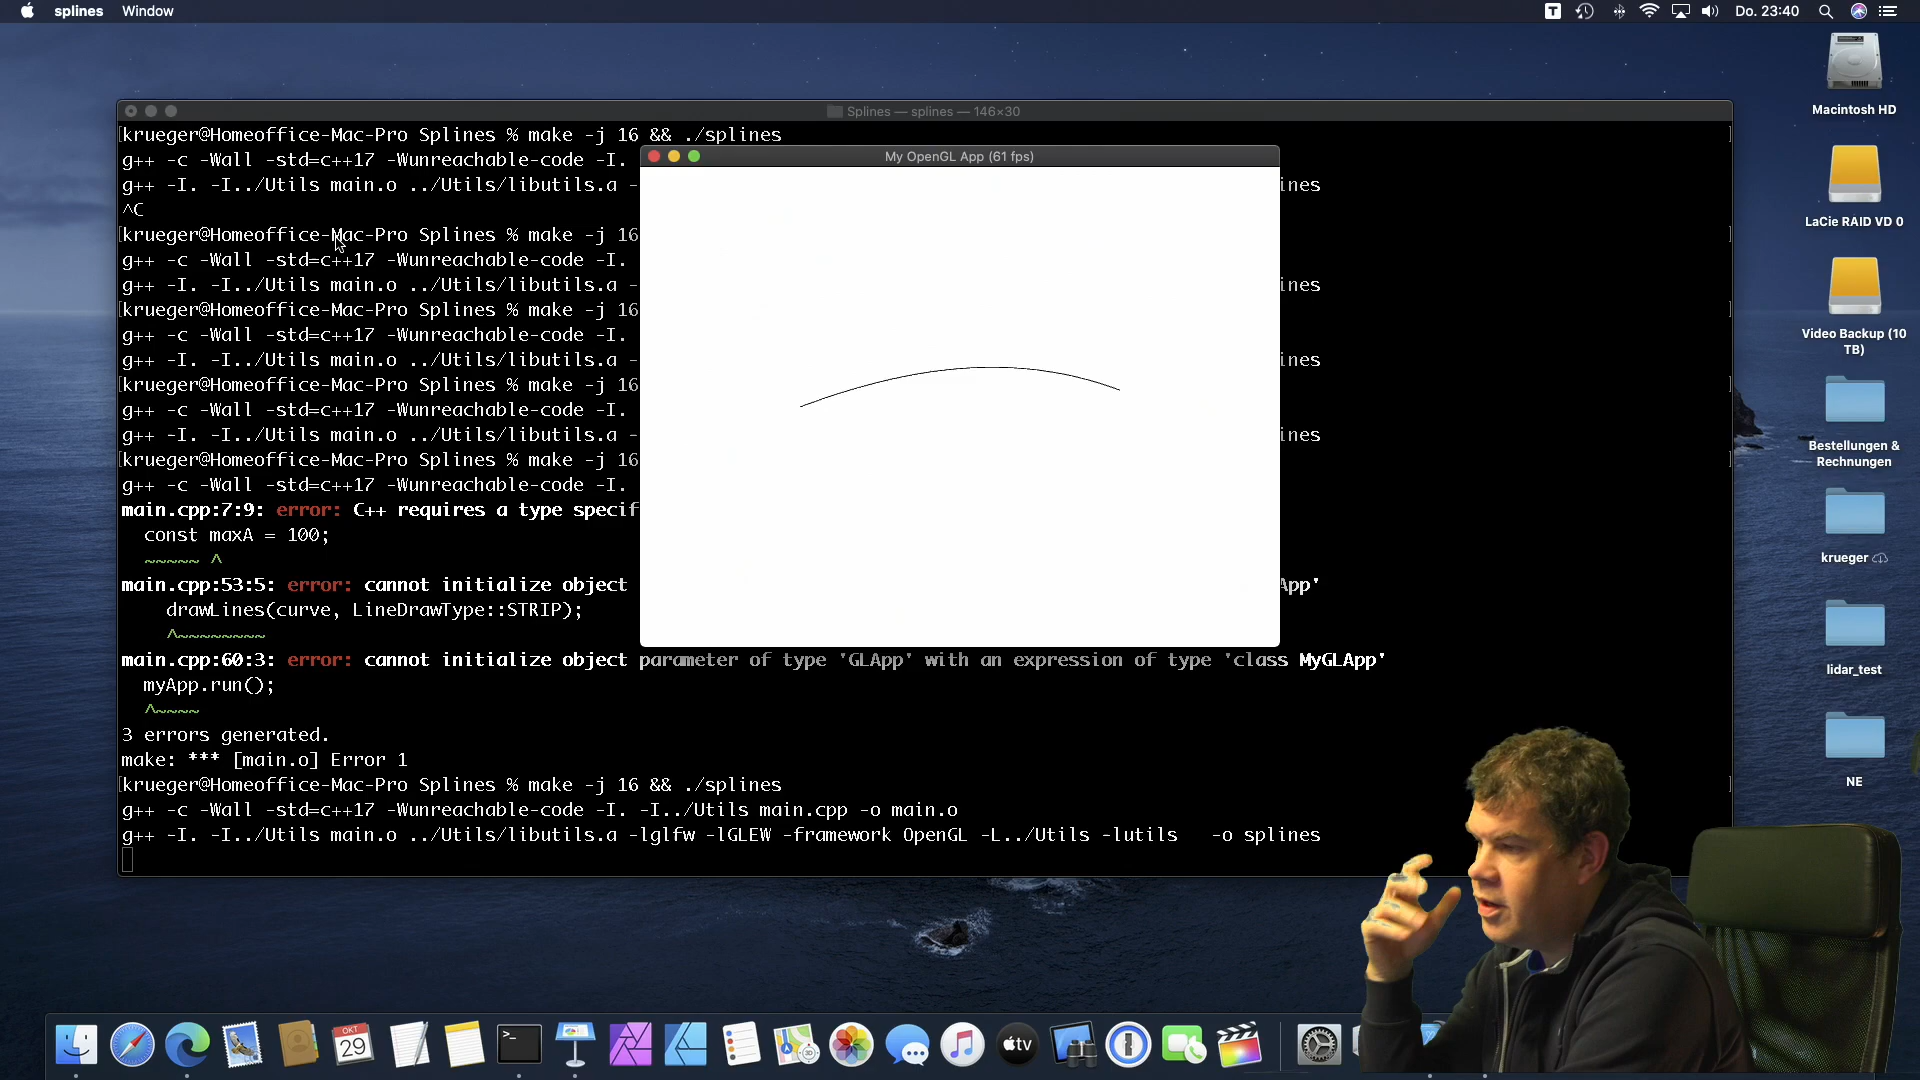 splines Window
T Do. 23:40
Splines — splines — 146×30
[krueger@Homeoffice-Mac-Pro Splines % make -j 16 && ./splines ]
g++ -c -Wall -std=c++17 -Wunreachable-code -I.
My OpenGL App (61 fps)
g++ -I. -I../Utils main.o ../Utils/libutils.a - ines
^C
[krueger@Homeoffice-Mac-Pro Splines % make -j 16 ]
g++ -c -Wall -std=c++17 -Wunreachable-code -I.
g++ -I. -I../Utils main.o ../Utils/libutils.a - ines
[krueger@Homeoffice-Mac-Pro Splines % make -j 16 ]
g++ -c -Wall -std=c++17 -Wunreachable-code -I.
g++ -I. -I../Utils main.o ../Utils/libutils.a - ines
[krueger@Homeoffice-Mac-Pro Splines % make -j 16 ]
g++ -c -Wall -std=c++17 -Wunreachable-code -I.
g++ -I. -I../Utils main.o ../Utils/libutils.a - ines
[krueger@Homeoffice-Mac-Pro Splines % make -j 16 ]
g++ -c -Wall -std=c++17 -Wunreachable-code -I.
main.cpp:7:9: error: C++ requires a type specif
const maxA = 100;
~~~~~ ^
main.cpp:53:5: error: cannot initialize object App'
drawLines(curve, LineDrawType::STRIP);
^~~~~~~~~
main.cpp:60:3: error: cannot initialize object parameter of type 'GLApp' with an expression of type 'class MyGLApp'
myApp.run();
^~~~~
3 errors generated.
make: *** [main.o] Error 1
[krueger@Homeoffice-Mac-Pro Splines % make -j 16 && ./splines ]
g++ -c -Wall -std=c++17 -Wunreachable-code -I. -I../Utils main.cpp -o main.o
g++ -I. -I../Utils main.o ../Utils/libutils.a -lglfw -lGLEW -framework OpenGL -L../Utils -lutils -o splines
Macintosh HD
LaCie RAID VD 0
Video Backup (10
TB)
Bestellungen &
Rechnungen
krueger
lidar_test
NE
OKT
29
>_
3D
tv